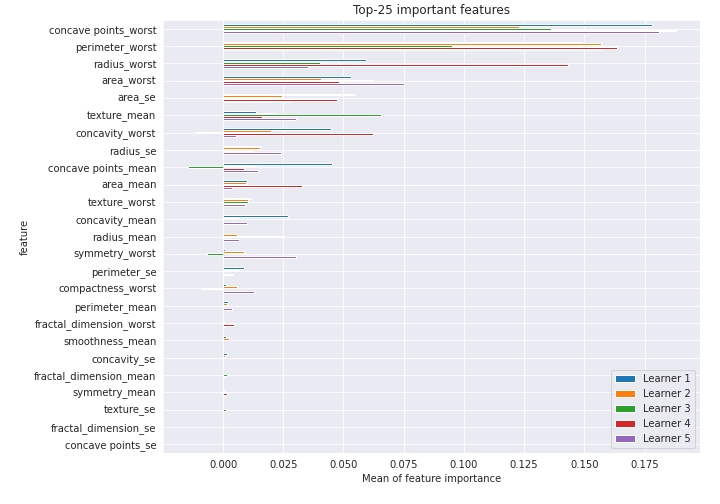 Top-25 important features
concave points_worst
perimeter_worst
radius_worst
area_worst
area_se
texture_mean
concavity_worst
radius_se
concave points_mean
area_mean
texture_worst
concavity_mean
radius_mean
symmetry_worst
perimeter_se
compactness_worst
perimeter_mean
fractal_dimension_worst
smoothness_mean
concavity_se
fractal_dimension_mean
symmetry_mean
texture_se
fractal_dimension_se
concave points_se
feature
Learner 1
Learner 2
Learner 3
Learner 4
Learner 5
0.000 0.025 0.050 0.075 0.100 0.125 0.150 0.175
Mean of feature importance